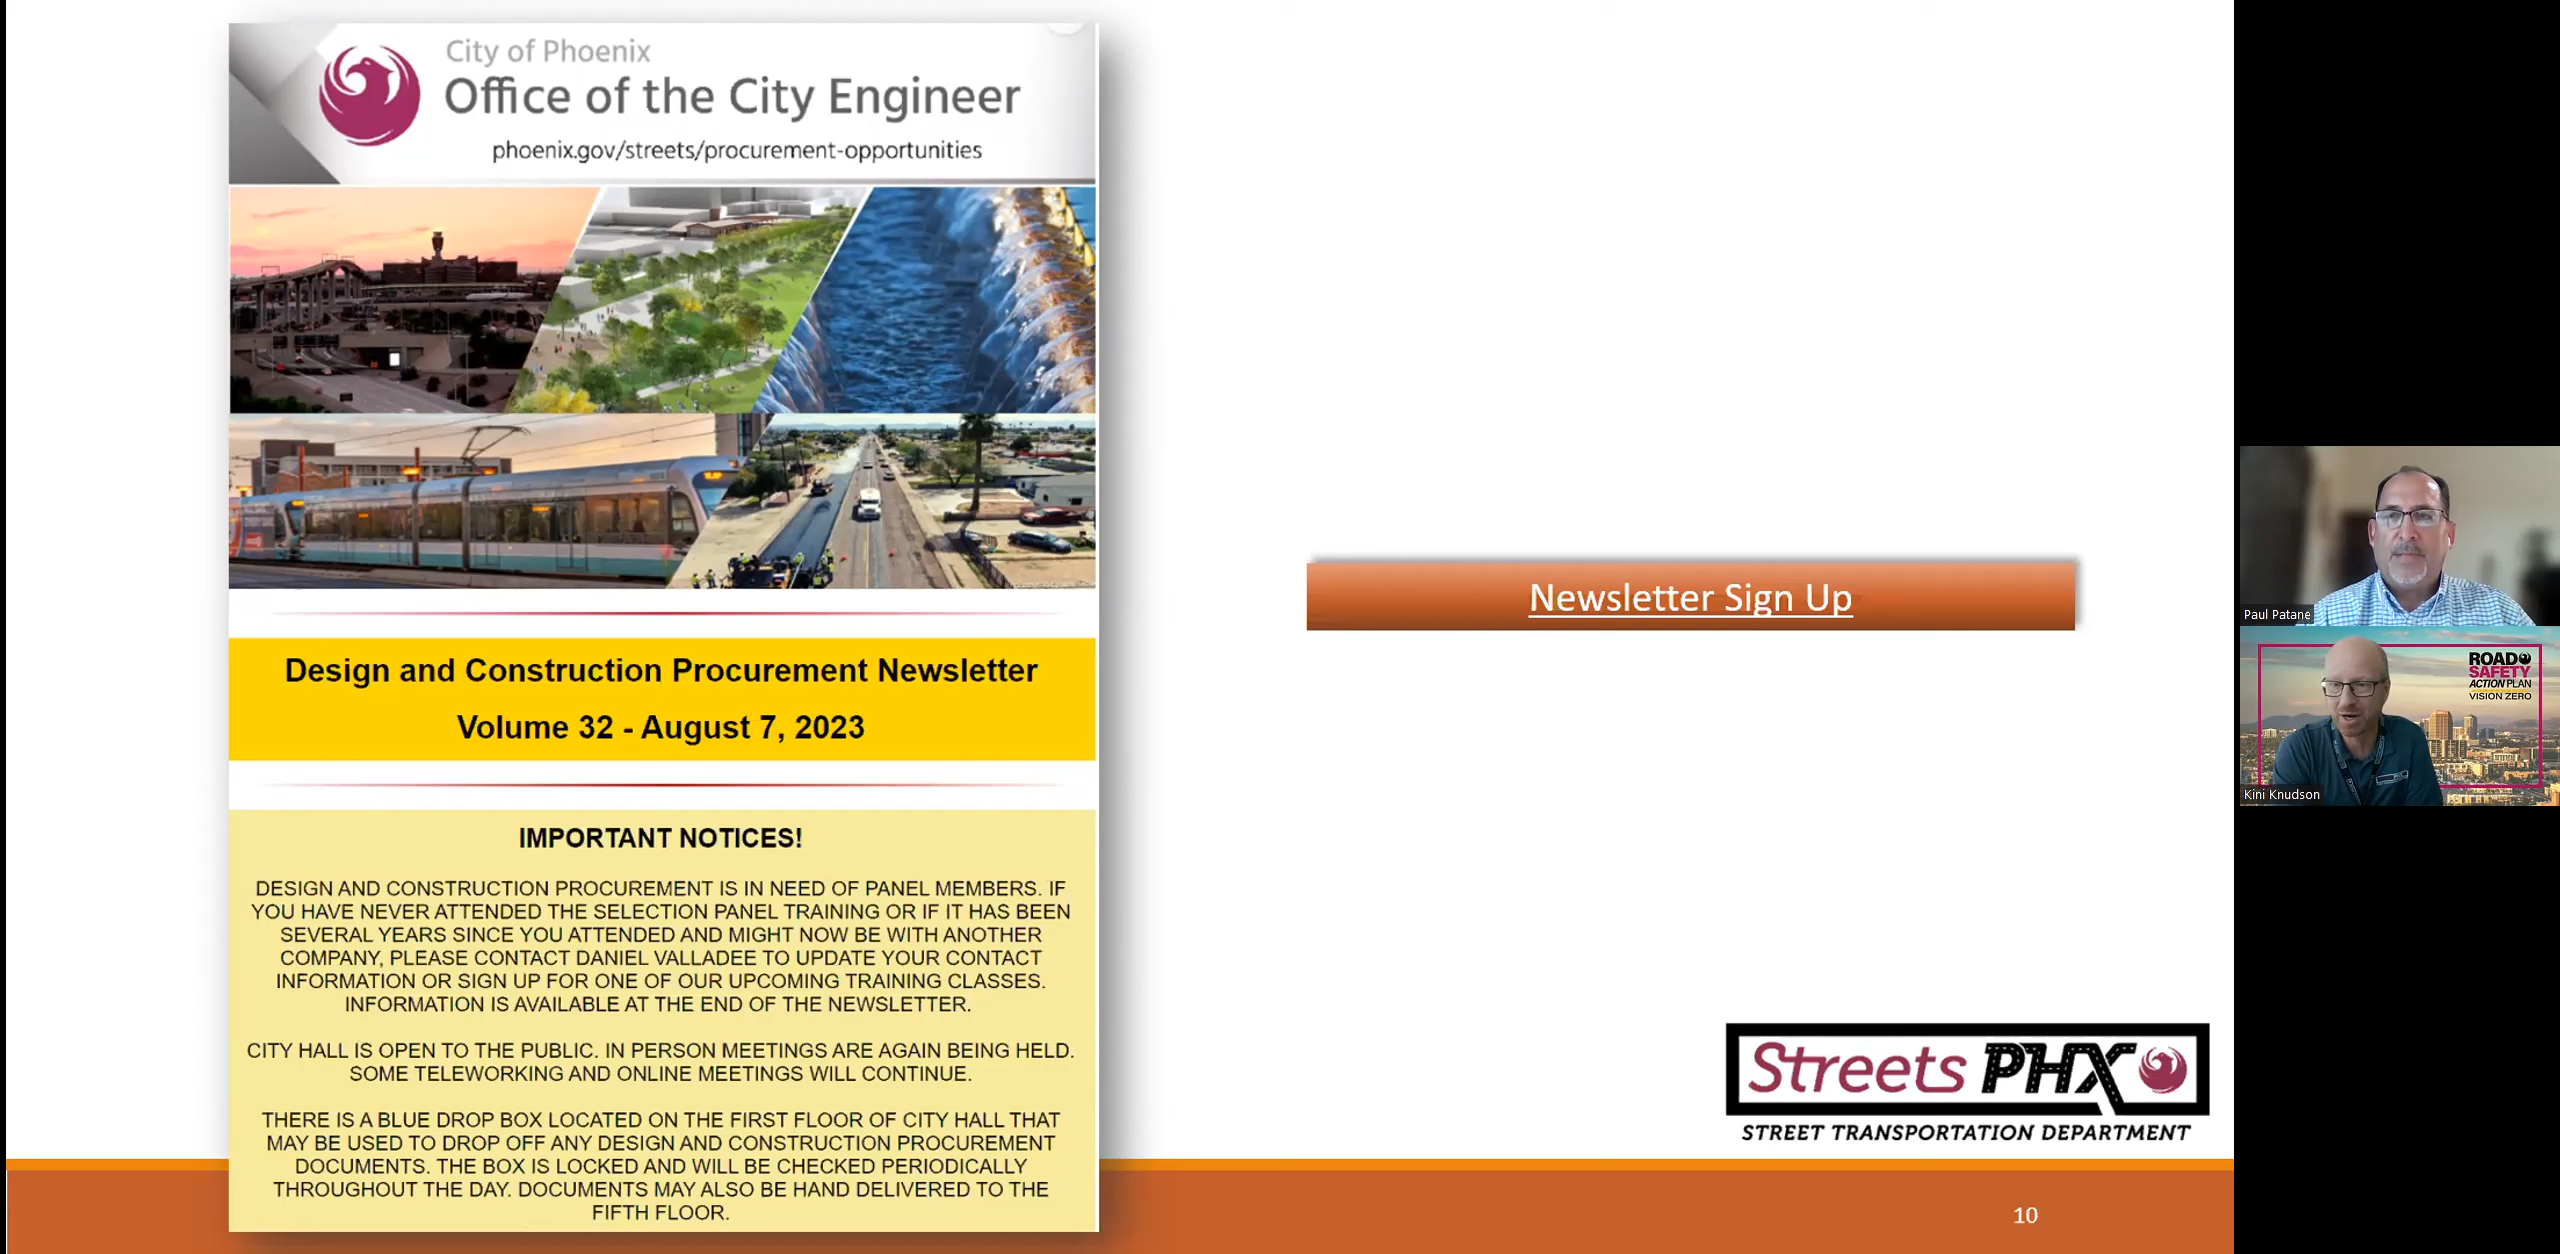 City of Phoenix
Office of the City Engineer
phoenix.gov/streets/procurement-opportunities
Design and Construction Procurement Newsletter
Volume 32 - August 7, 2023
IMPORTANT NOTICES!
DESIGN AND CONSTRUCTION PROCUREMENT IS IN NEED OF PANEL MEMBERS. IF
YOU HAVE NEVER ATTENDED THE SELECTION PANEL TRAINING OR IF IT HAS BEEN
SEVERAL YEARS SINCE YOU ATTENDED AND MIGHT NOW BE WITH ANOTHER
COMPANY, PLEASE CONTACT DANIEL VALLADEE TO UPDATE YOUR CONTACT
INFORMATION OR SIGN UP FOR ONE OF OUR UPCOMING TRAINING CLASSES.
INFORMATION IS AVAILABLE AT THE END OF THE NEWSLETTER.
CITY HALL IS OPEN TO THE PUBLIC. IN PERSON MEETINGS ARE AGAIN BEING HELD.
SOME TELEWORKING AND ONLINE MEETINGS WILL CONTINUE.
THERE IS A BLUE DROP BOX LOCATED ON THE FIRST FLOOR OF CITY HALL THAT
MAY BE USED TO DROP OFF ANY DESIGN AND CONSTRUCTION PROCUREMENT
DOCUMENTS. THE BOX IS LOCKED AND WILL BE CHECKED PERIODICALLY
THROUGHOUT THE DAY. DOCUMENTS MAY ALSO BE HAND DELIVERED TO THE
FIFTH FLOOR.
Newsletter Sign Up
Streets PHX
STREET TRANSPORTATION DEPARTMENT
10
Paul Patane
ROAD
SAFETY
ACTION PLAN
VISION ZERO
Kini Knudson